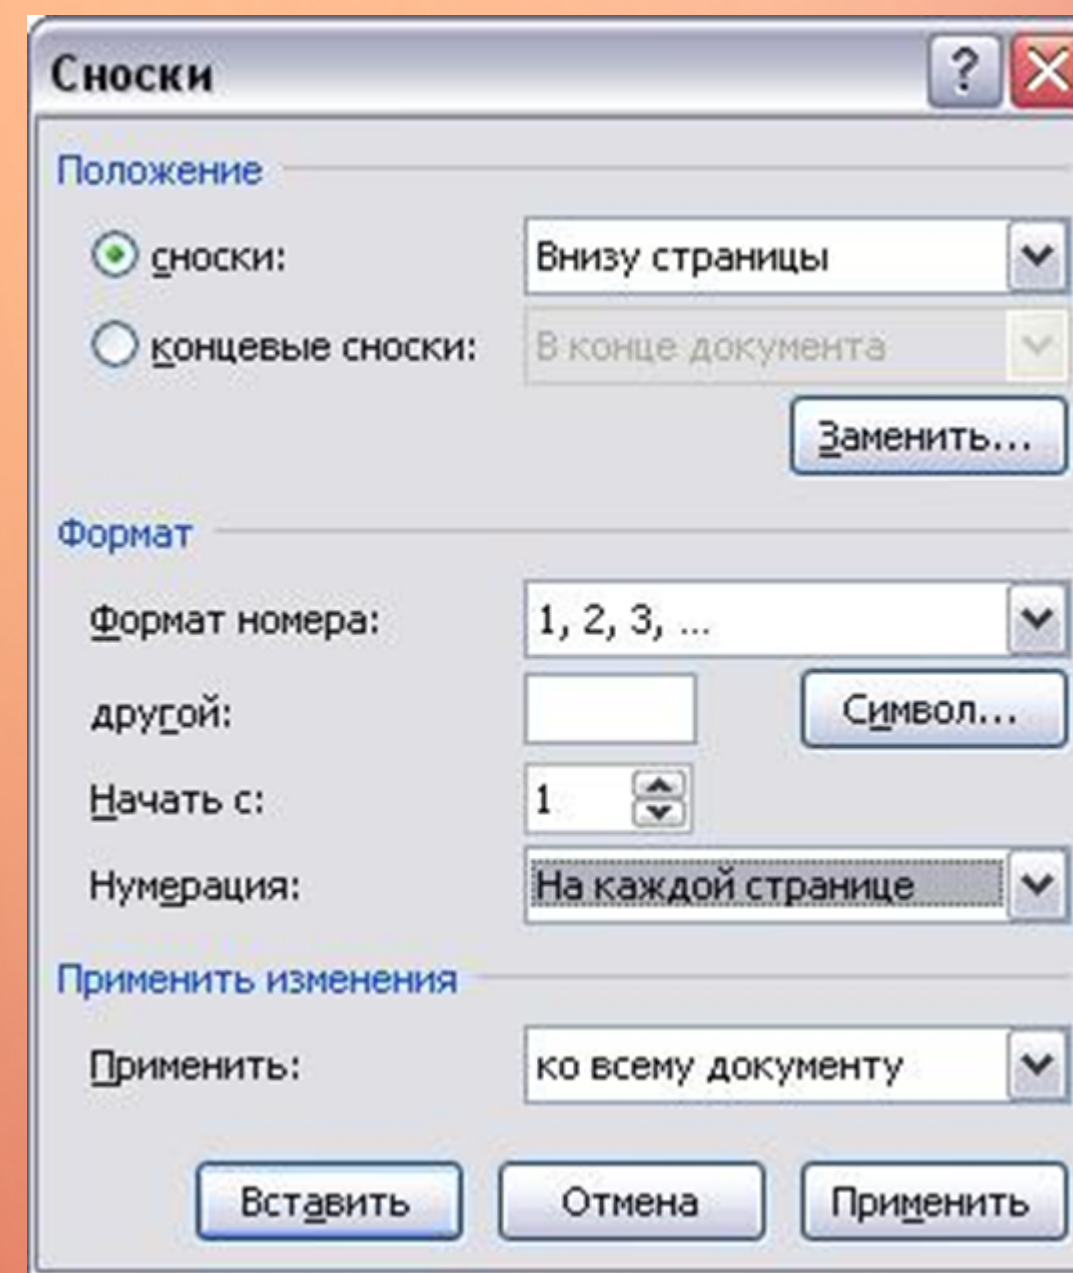 Сноски
Положение
сноски: Внизу страницы
концевые сноски: В конце документа
Заменить...
Формат
Формат номера: 1, 2, 3, ...
другой: Символ...
Начать с: 1
Нумерация: На каждой странице
Применить изменения
Применить: ко всему документу
Вставить Отмена Применить